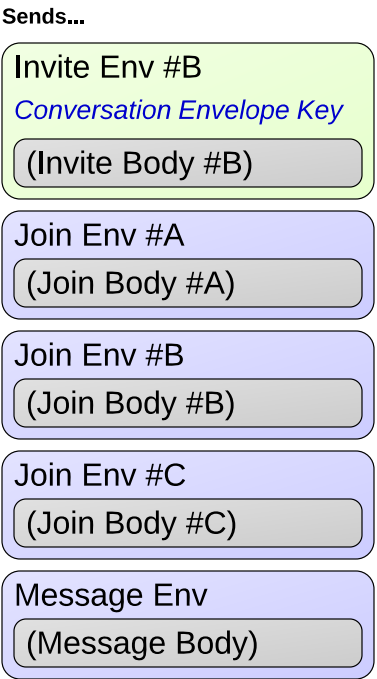 Sends...
Invite Env #B
Conversation Envelope Key
(Invite Body #B)
Join Env #A
(Join Body #A)
Join Env #B
(Join Body #B)
Join Env #C
(Join Body #C)
Message Env
(Message Body)